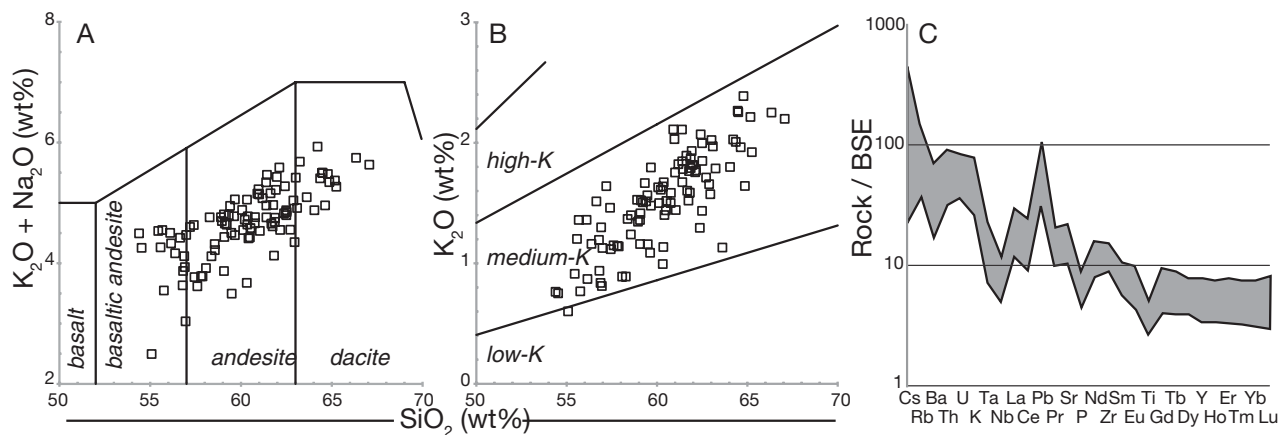 A
8
6
4
2
K₂O + Na₂O (wt%)
basalt
basaltic andesite
andesite
dacite
50 55 60 65 70
B
3
2
1
0
K₂O (wt%)
high-K
medium-K
low-K
50 55 60 65 70
SiO₂ (wt%)
C
1000
100
10
1
Rock / BSE
Cs Ba U Ta La Pb Sr Nd Sm Ti Tb Y Er Yb
Rb Th K Nb Ce Pr P Zr Eu Gd Dy Ho Tm Lu